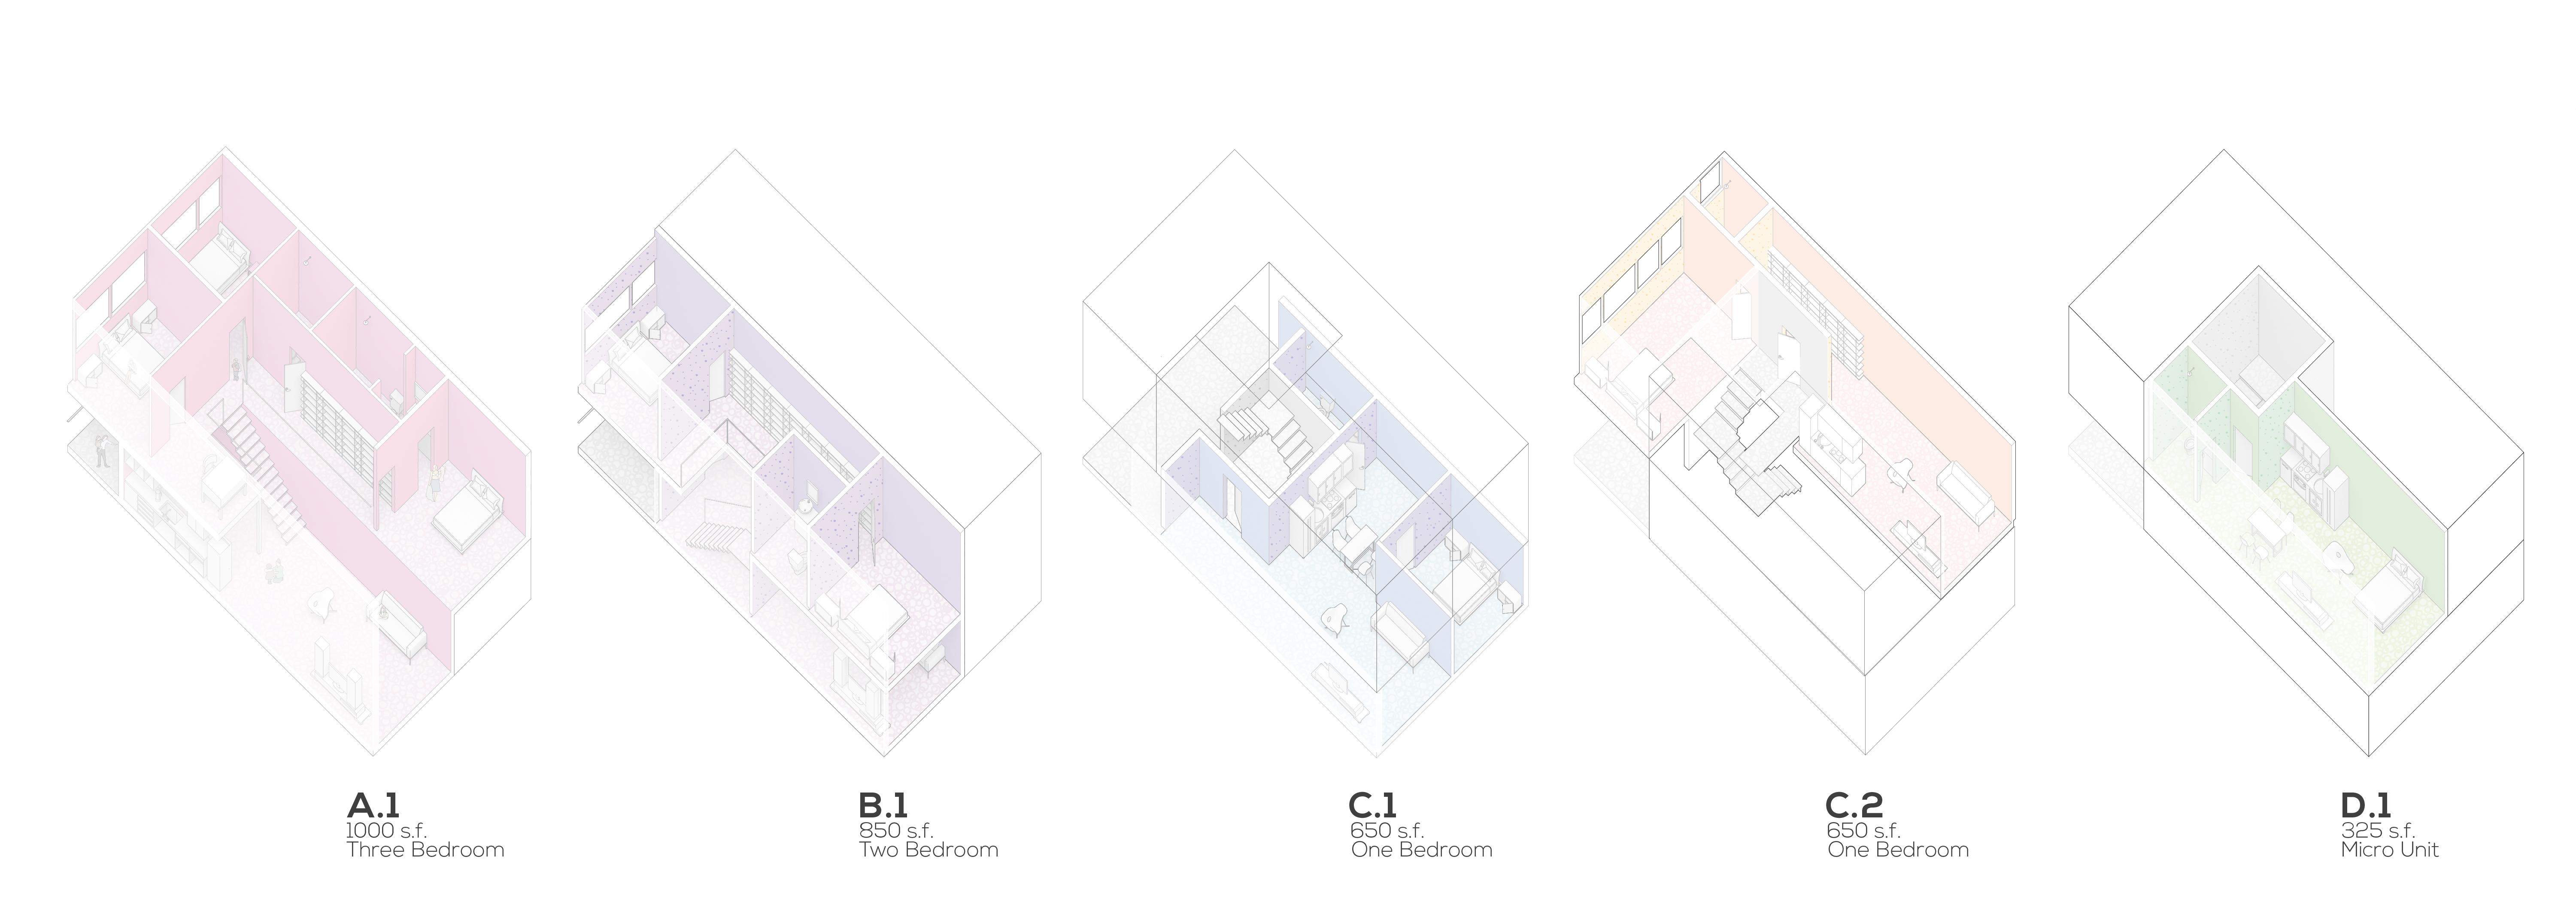 A.1
1000 s.f.
Three Bedroom
B.1
850 s.f.
Two Bedroom
C.1
650 s.f.
One Bedroom
C.2
650 s.f.
One Bedroom
D.1
325 s.f.
Micro Unit